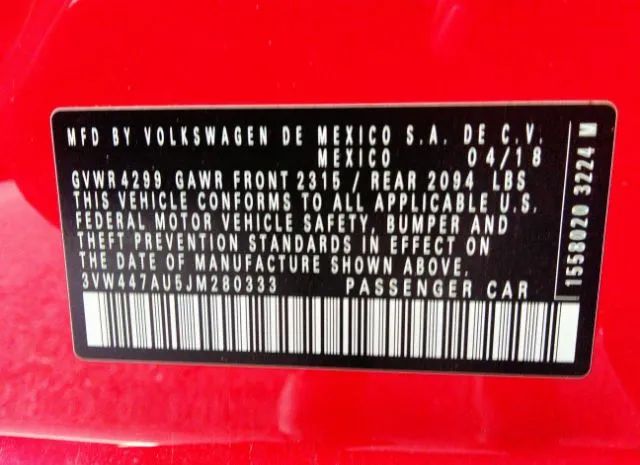 MFD BY VOLKSWAGEN DE MEXICO S.A. DE C.V.
MEXICO 04/18
GVWR 4299 GAWR FRONT 2315 / REAR 2094 LBS
THIS VEHICLE CONFORMS TO ALL APPLICABLE U.S.
FEDERAL MOTOR VEHICLE SAFETY, BUMPER AND
THEFT PREVENTION STANDARDS IN EFFECT ON
THE DATE OF MANUFACTURE SHOWN ABOVE.
3VW447AU5JM280333 PASSENGER CAR
1558020 3224 M